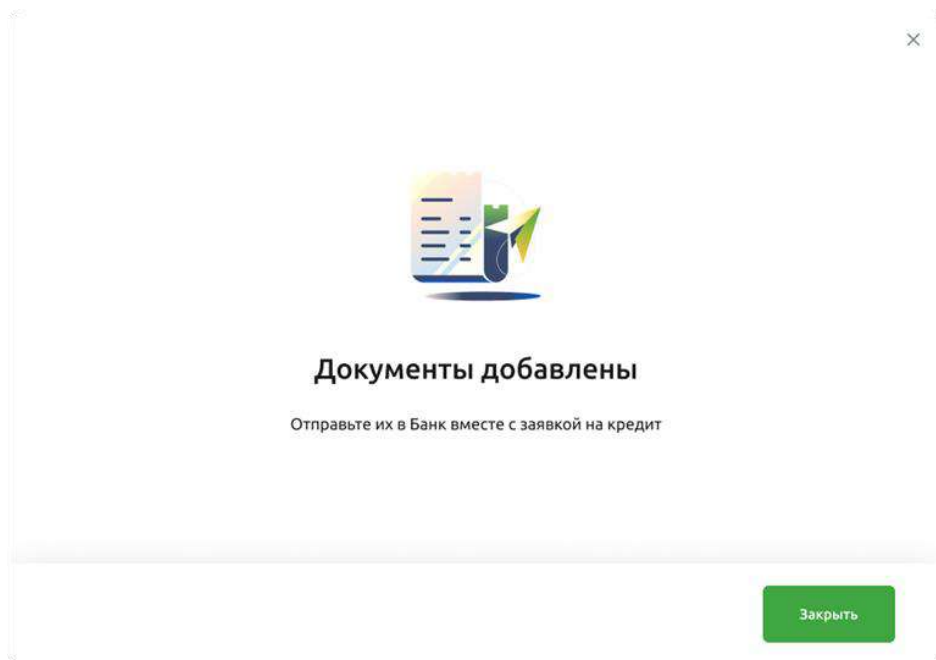 Документы добавлены
Отправьте их в Банк вместе с заявкой на кредит
Закрыть